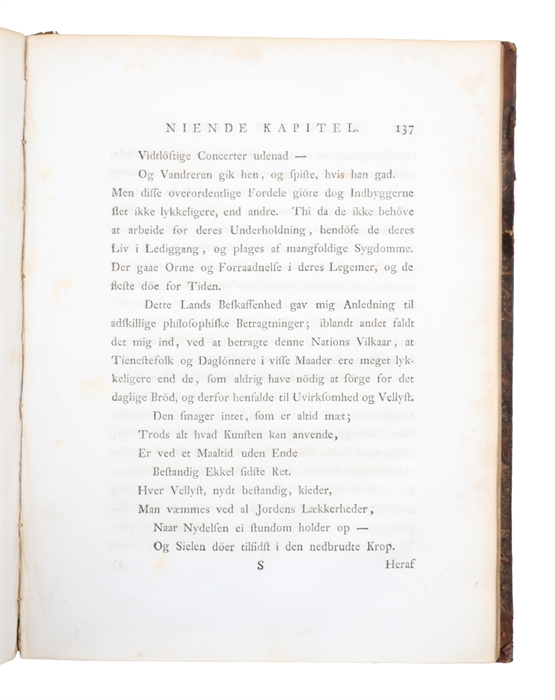 NIENDE KAPITEL. 137
Vidtlöftige Concerter udenad —
Og Vandreren gik hen, og ſpiſte, hvis han gad.
Men diſſe overordentlige Fordele giöre dog Indbyggerne
ſlet ikke lykkeligere, end andre. Thi da de ikke behöve
at arbeide for deres Underholdning, hendöſe de deres
Liv i Lediggang, og plages af mangfoldige Sygdomme.
Der gaae Orme og Forraadnelſe i deres Legemer, og de
fleſte döe for Tiden.
Dette Lands Beſkaffenhed gav mig Anledning til
adſkillige philoſophiſke Betragtninger; iblandt andet faldt
det mig ind, ved at betragte denne Nations Vilkaar, at
Tieneſtefolk og Daglönnere i viſſe Maader ere meget lyk-
keligere end de, ſom aldrig have nödig at ſörge for det
daglige Bröd, og derfor henfalde til Uvirkſomhed og Vellyſt.
Den ſmager intet, ſom er altid mæt;
Trods alt hvad Kunſten kan anvende,
Er ved et Maaltid uden Ende
Beſtandig Ekkel ſidſte Ret.
Hver Vellyſt, nydt beſtandig, kieder,
Man væmmes ved al Jordens Lækkerheder,
Naar Nydelſen ei ſtundom holder op —
Og Sielen döer tilſidſt i den nedbrudte Krop.
S Heraf